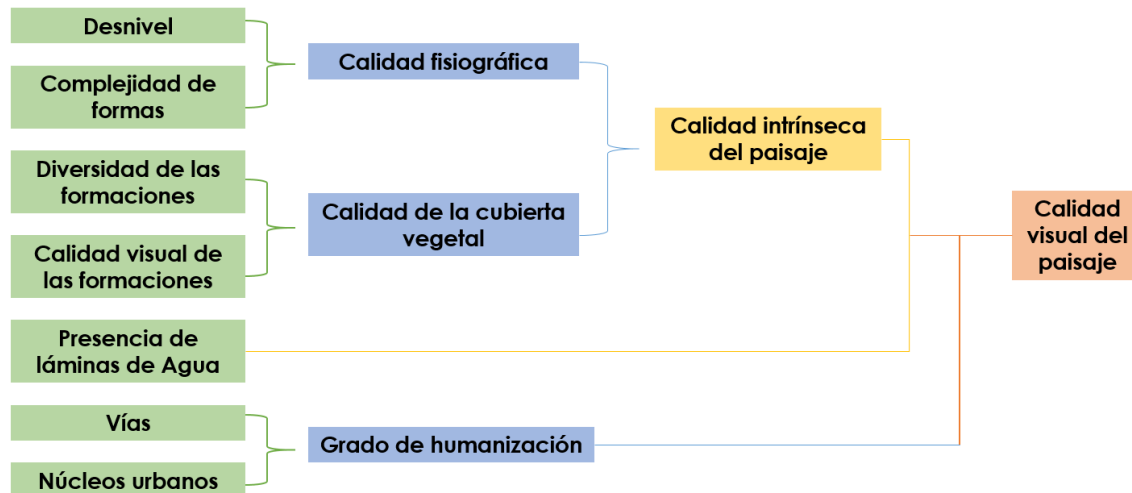 Desnivel
Complejidad de
formas
Diversidad de las
formaciones
Calidad visual de
las formaciones
Presencia de
láminas de Agua
Vías
Núcleos urbanos
Calidad fisiográfica
Calidad de la cubierta
vegetal
Grado de humanización
Calidad intrínseca
del paisaje
Calidad
visual del
paisaje